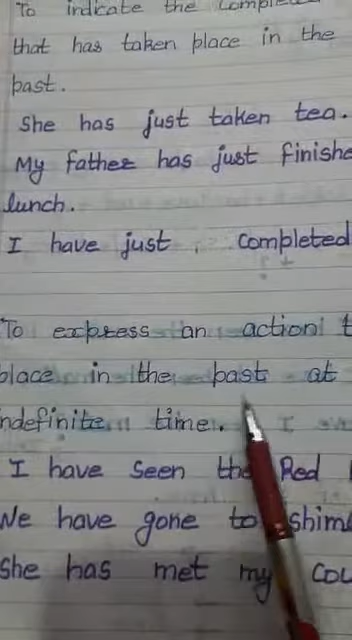 To indicate the
that has taken place in the
past.
She has just taken tea.
My father has just
lunch.
I have just completed
To express an action
place in the past at
indefinite time.
I have seen the Red
We have gone to
She has met my